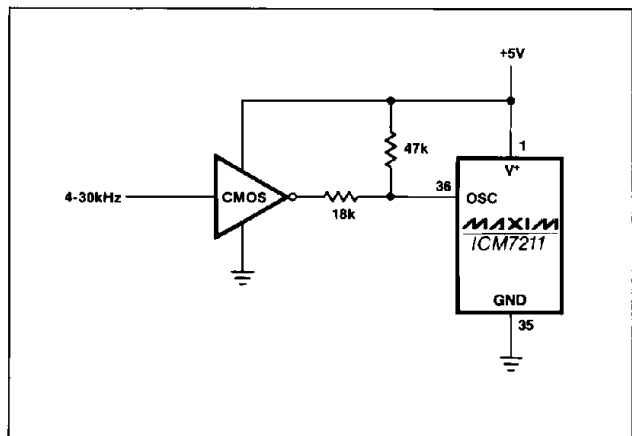 +5V
47k
1
V+
4-30kHz
CMOS
18k
36
OSC
MAXIM
ICM7211
GND
35